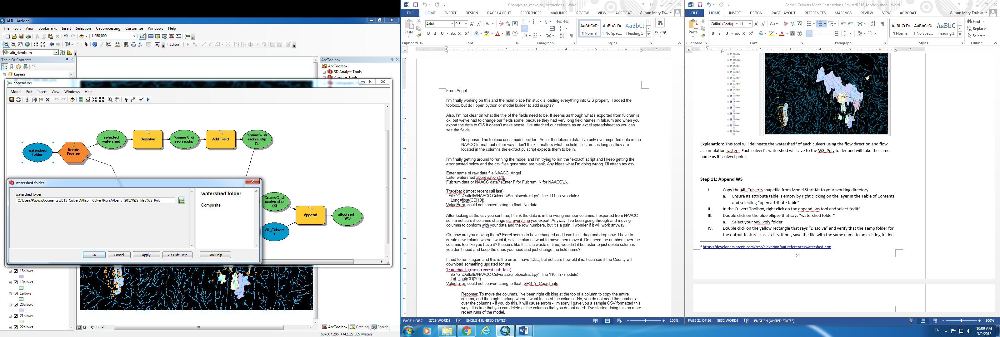 ALB - ArcMap
File Edit View Bookmarks Insert Selection Geoprocessing Customize Windows Help
1:250,000
Editor
alb_demburn
Table Of Contents
Layers
ArcToolbox
ArcToolbox
3D Analyst Tools
Analysis Tools
append ws
Model Edit Insert View Windows Help
watershed folder
Iterate Feature
selected watershed
Dissolve
%name%_di ssolve.shp
Add Field
%name%_di ssolve.shp (5)
%name%_di ssolve.shp (3)
Append
allculvert_ WS
All_Culvert s
watershed folder
watershed folder
C:\Users\Public\Documents\2015_Culvert\Allison_CulvertRuns\Albany_2017\GIS_files\WS_Poly
watershed folder
Composite
OK Cancel Apply << Hide Help Tool Help
18albws
19albws
1albws
20albws
21albws
22albws
ArcToolbox Catalog Search
607807.286 4742127.309 Meters
Changes_to_make_to_instructions - Word
FILE HOME INSERT DESIGN PAGE LAYOUT REFERENCES MAILINGS REVIEW VIEW ACROBAT Allison Mary Tr...
Paste
Arial 9.5
AaBbCcDc AaBbCcDc AaBbCc
¶ Normal ¶ No Spac... Heading 1
Editing
Clipboard Font Paragraph Styles
From Angel
I'm finally working on this and the main place I'm stuck is loading everything into GIS properly. I added the
toolbox, but do I open python or model builder to add scripts?
Also, I'm not clear on what the title of the fields need to be. It seems as though what's exported from fulcrum is
ok, but we've had to change our fields some, because they had very long field names in fulcrum and when you
export the data to GIS it doesn't make sense. I've attached our culverts as an excel spreadsheet so you can
see the fields.
Response: The toolbox uses model builder. As for the fulcrum data, I've only ever imported data in the
NAACC format, but either way I don't think it matters what the field titles are, as long as they are
located in the columns the extract.py script expects them to be in.
I'm finally getting around to running the model and I'm trying to run the "extract" script and I keep getting the
error pasted below and the csv files generated are blank. Any ideas what I'm doing wrong. I'll attach my csv.
Enter name of raw data file:NAACC_Angel
Enter watershed abbreviation:CIE
Fulcrum data or NAACC data? (Enter F for Fulcrum, N for NAACC):N
Traceback (most recent call last):
File "G:\Outfalls\NAACC Culverts\Scripts\extract.py", line 111, in <module>
Long=float(CD[19])
ValueError: could not convert string to float: No data
After looking at the csv you sent me, I think the data is in the wrong number columns. I exported from NAACC
so I'm not sure if columns change etc everytime you export. Anyway, I've been going through and moving
columns to conform with your data and the row numbers, but it's a pain. I wonder if it will work anyway.
Ok, how are you moving them? Excel seems to have changed and I can't just drag and drop now. I have to
create new column where I want it, select column I want to move then move it. Do I need the numbers over the
columns too like you have it? It seems like this is a waste of time, wouldn't it be faster to just delete columns
you don't need and keep the ones you need and just change the field name?
I tried to run it again and this is the error. I have IDLE, but not sure how old it is. I can see if the County will
download something updated for me.
Traceback (most recent call last):
File "G:\Outfalls\NAACC Culverts\Scripts\extract.py", line 110, in <module>
Lat=float(CD[20])
ValueError: could not convert string to float: GPS_Y_Coordinate
Reponse: To move the columns, I've been right clicking at the top of a column to copy the entire
column, and then right clicking where I want to insert the column. No, you do not need the numbers
over the columns - if you do this, it will cause errors - I'm sorry I gave you a sample CSV formatted this
way. It is true that you can delete all the columns that you do not need. I've started doing this on more
recent runs of the model.
PAGE 1 OF 7 2729 WORDS ENGLISH (UNITED STATES) 100%
Cornell Culverts Model Instructions_Revised2018_forWorkshop - Word
FILE HOME INSERT DESIGN PAGE LAYOUT REFERENCES MAILINGS REVIEW VIEW ACROBAT Allison Mary Truhlar
Paste
Calibri (Body) 11
AaBbCcDc AaBbCcDc AaBbC
¶ Normal ¶ No Spac... Heading 1
Find
Replace
Select
Clipboard Font Paragraph Styles Editing
104albws
105albws
10albws
11albws
12albws
13albws
14albws
15albws
16albws
17albws
18albws
19albws
1albws
20albws
Explanation: This tool will delineate the watershed³ of each culvert using the flow direction and flow
accumulation rasters. Each culvert's watershed will save to the WS_Poly folder and will take the same
name as its culvert point.
Step 11: Append WS
I. Copy the All_Culverts shapefile from Model Start Kit to your working directory
a. Ensure its attribute table is empty by right clicking on the layer in the Table of Contents
and selecting "open attribute table"
II. In the Culvert Toolbox, right click on the append_ws tool and select "edit"
III. Double click on the blue ellipse that says "watershed folder"
a. Select your WS_Poly folder
IV. Double click on the yellow rectangle that says "Dissolve" and verify that the Temp folder for
the output feature class exists. If not, save the file with the same name to an existing folder.
³ https://developers.arcgis.com/rest/elevation/api-reference/watershed.htm
21
PAGE 21 OF 26 5832 WORDS ENGLISH (UNITED STATES) 100%
EN 10:09 AM
3/9/2018